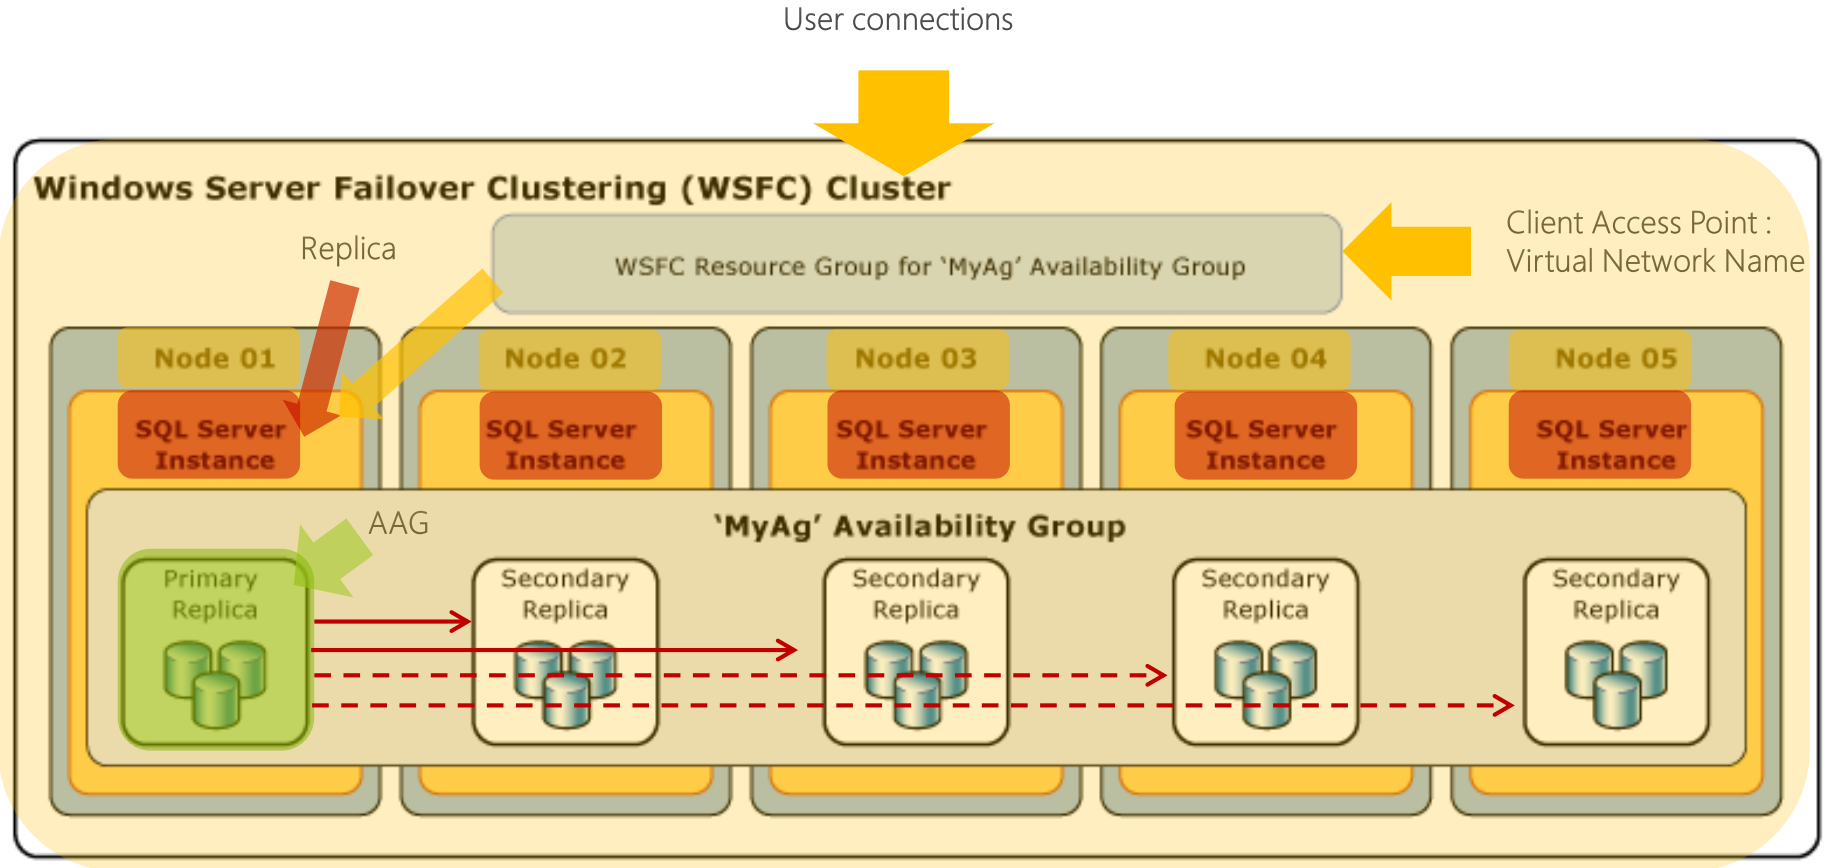 User connections
Windows Server Failover Clustering (WSFC) Cluster
Replica
WSFC Resource Group for ‘MyAg’ Availability Group
Client Access Point :
Virtual Network Name
Node 01
Node 02
Node 03
Node 04
Node 05
SQL Server
Instance
SQL Server
Instance
SQL Server
Instance
SQL Server
Instance
SQL Server
Instance
AAG
‘MyAg’ Availability Group
Primary
Replica
Secondary
Replica
Secondary
Replica
Secondary
Replica
Secondary
Replica